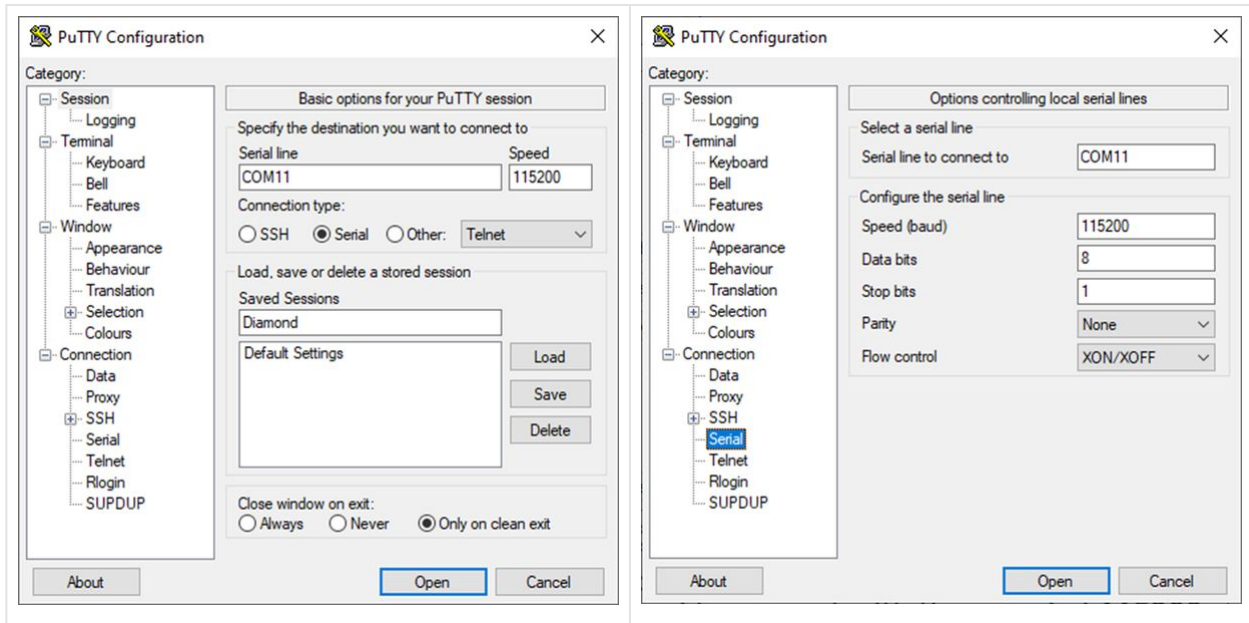 PuTTY Configuration
Category:
Session
Logging
Terminal
Keyboard
Bell
Features
Window
Appearance
Behaviour
Translation
Selection
Colours
Connection
Data
Proxy
SSH
Serial
Telnet
Rlogin
SUPDUP
Basic options for your PuTTY session
Specify the destination you want to connect to
Serial line Speed
COM11 115200
Connection type:
SSH Serial Other: Telnet
Load, save or delete a stored session
Saved Sessions
Diamond
Default Settings
Load
Save
Delete
Close window on exit:
Always Never Only on clean exit
About Open Cancel
PuTTY Configuration
Category:
Session
Logging
Terminal
Keyboard
Bell
Features
Window
Appearance
Behaviour
Translation
Selection
Colours
Connection
Data
Proxy
SSH
Serial
Telnet
Rlogin
SUPDUP
Options controlling local serial lines
Select a serial line
Serial line to connect to COM11
Configure the serial line
Speed (baud) 115200
Data bits 8
Stop bits 1
Parity None
Flow control XON/XOFF
About Open Cancel